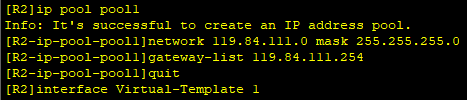 [R2]ip pool pool1
Info: It's successful to create an IP address pool.
[R2-ip-pool-pool1]network 119.84.111.0 mask 255.255.255.0
[R2-ip-pool-pool1]gateway-list 119.84.111.254
[R2-ip-pool-pool1]quit
[R2]interface Virtual-Template 1